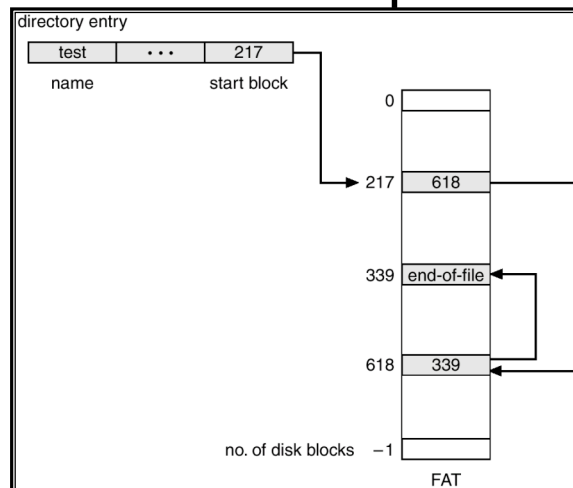 directory entry
test ••• 217
name start block
0
217 618
339 end-of-file
618 339
no. of disk blocks –1
FAT